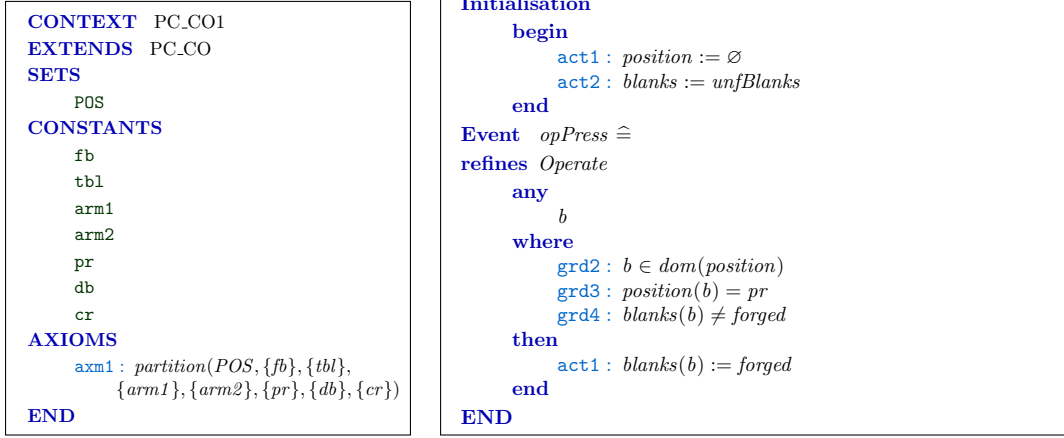 CONTEXT PC_CO1
EXTENDS PC_CO
SETS
POS
CONSTANTS
fb
tbl
arm1
arm2
pr
db
cr
AXIOMS
axm1 : partition(POS, {fb}, {tbl},
{arm1}, {arm2}, {pr}, {db}, {cr})
END
Initialisation
begin
act1 : position := ∅
act2 : blanks := unfBlanks
end
Event opPress ≙
refines Operate
any
b
where
grd2 : b ∈ dom(position)
grd3 : position(b) = pr
grd4 : blanks(b) ≠ forged
then
act1 : blanks(b) := forged
end
END